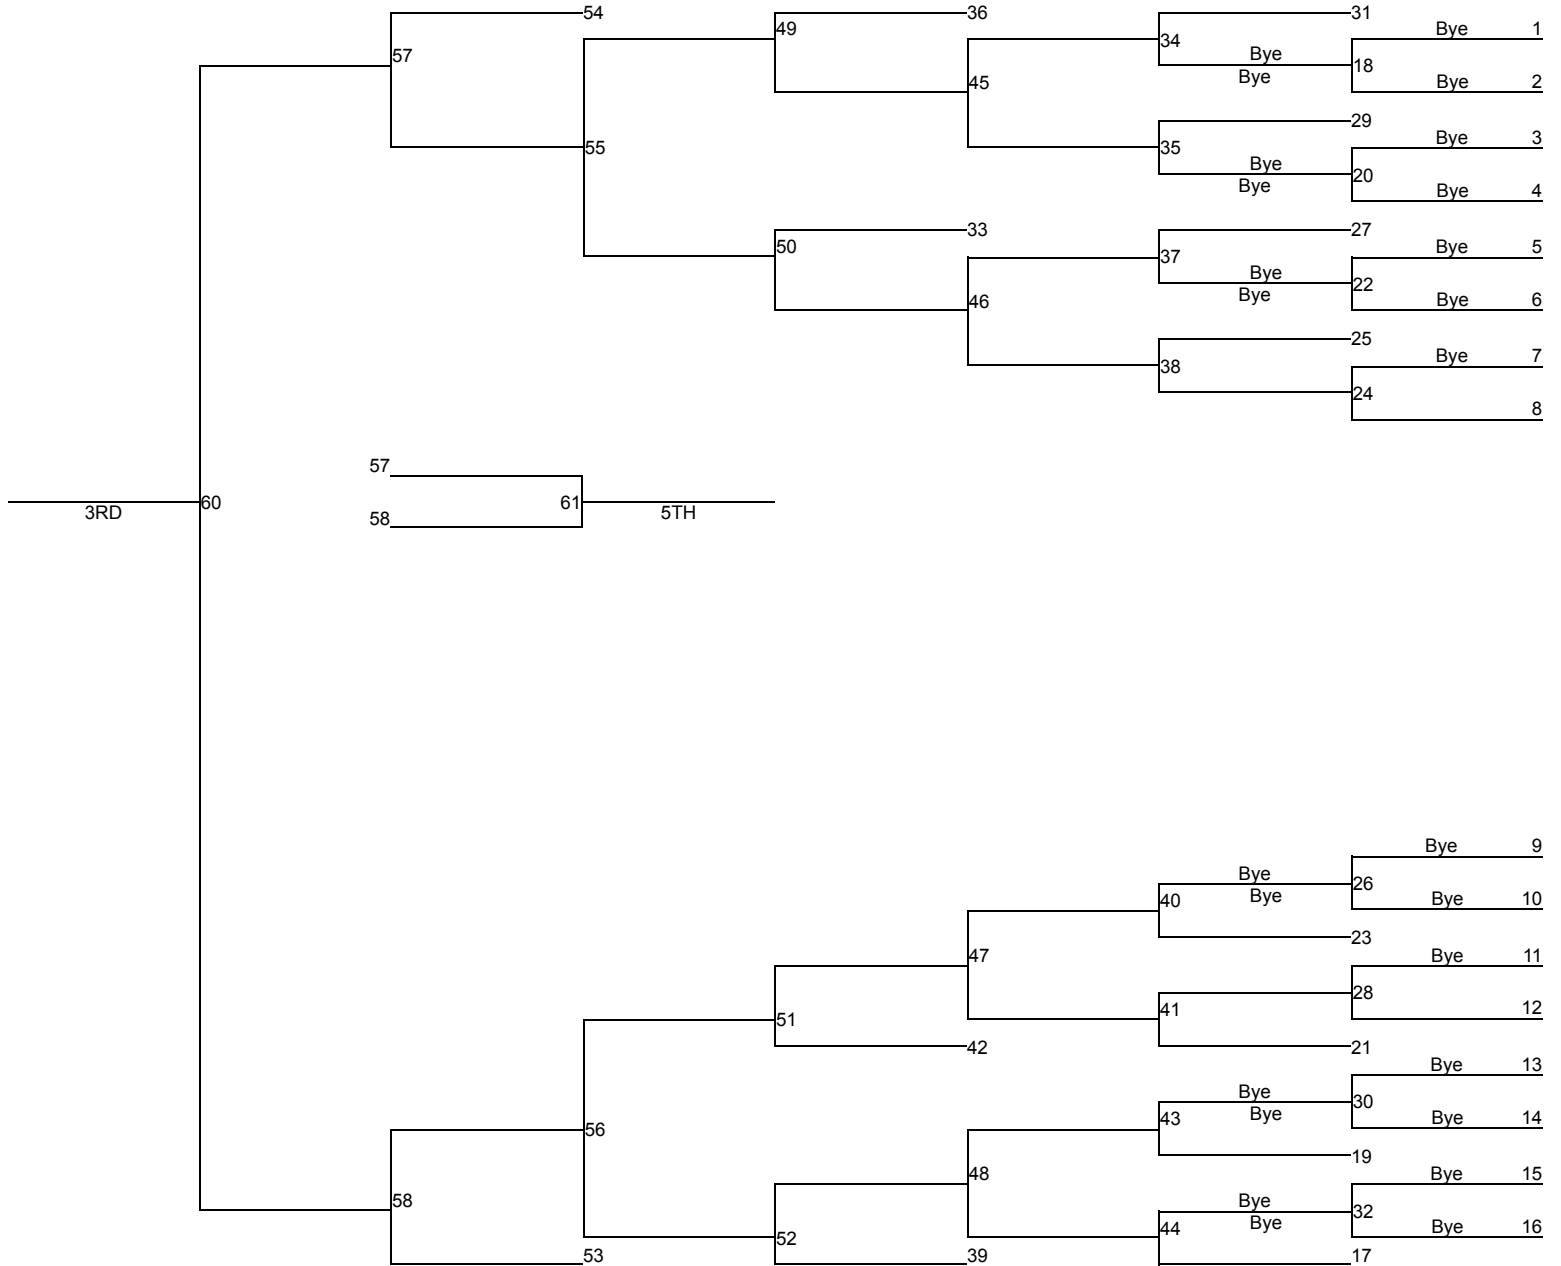 54 36 31
49 Bye 1
57 34 Bye
Bye 18
45 Bye 2
29
Bye 3
55 35 Bye 20
Bye Bye 4
33 27
50 Bye 5
37 Bye 22
46 Bye Bye 6
25
Bye 7
38
24
8
57
3RD 60 61 5TH
58
Bye 9
Bye 26
40 Bye Bye 10
23
47 Bye 11
28
51 41 12
42 21
Bye 13
Bye 30
56 43 Bye Bye 14
19
48 Bye 15
58 Bye 32
52 44 Bye Bye 16
53 39 17